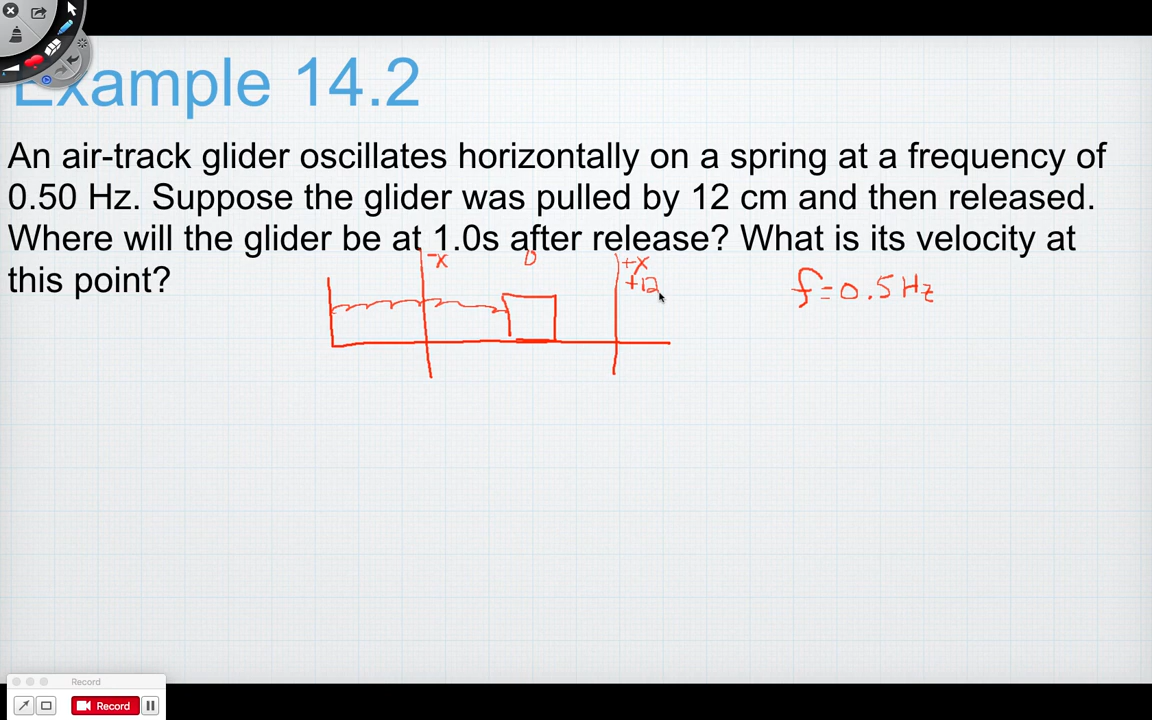 Example 14.2
An air-track glider oscillates horizontally on a spring at a frequency of
0.50 Hz. Suppose the glider was pulled by 12 cm and then released.
Where will the glider be at 1.0s after release? What is its velocity at
this point?
-x
0
+x
+12
f=0.5 Hz
Record
Record